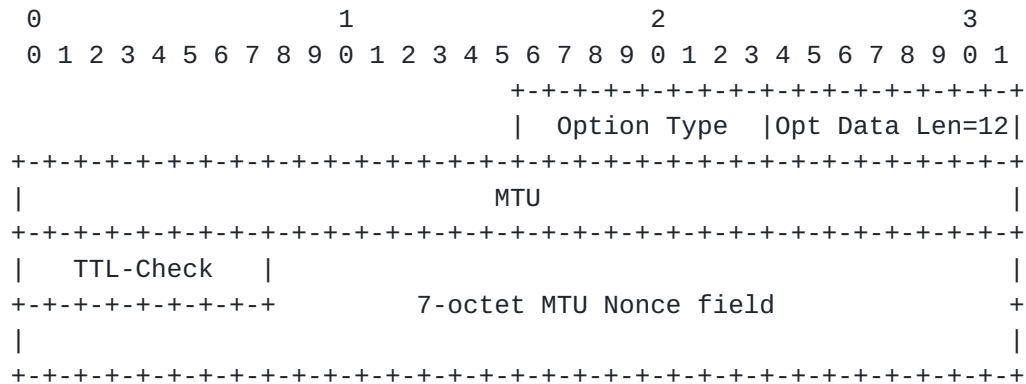 0                   1                   2                   3
 0 1 2 3 4 5 6 7 8 9 0 1 2 3 4 5 6 7 8 9 0 1 2 3 4 5 6 7 8 9 0 1
                                +-+-+-+-+-+-+-+-+-+-+-+-+-+-+-+-+
                                |  Option Type  |Opt Data Len=12|
+-+-+-+-+-+-+-+-+-+-+-+-+-+-+-+-+-+-+-+-+-+-+-+-+-+-+-+-+-+-+-+-+
|                              MTU                              |
+-+-+-+-+-+-+-+-+-+-+-+-+-+-+-+-+-+-+-+-+-+-+-+-+-+-+-+-+-+-+-+-+
|   TTL-Check   |                                               |
+-+-+-+-+-+-+-+-+         7-octet MTU Nonce field               +
|                                                               |
+-+-+-+-+-+-+-+-+-+-+-+-+-+-+-+-+-+-+-+-+-+-+-+-+-+-+-+-+-+-+-+-+